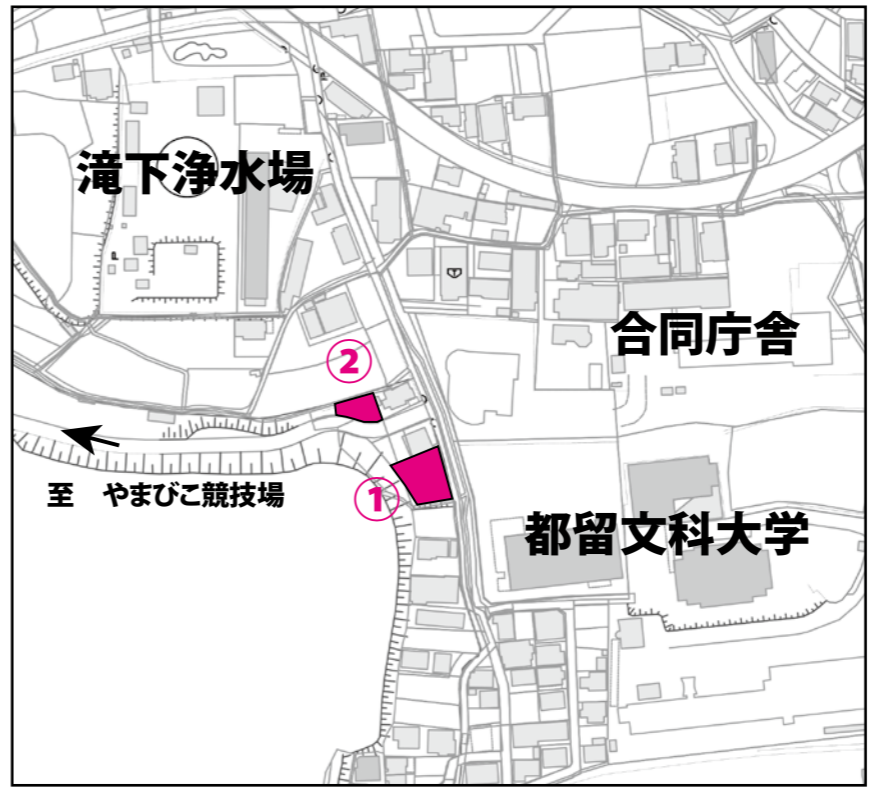 滝下浄水場
合同庁舎
②
至　やまびこ競技場
①
都留文科大学